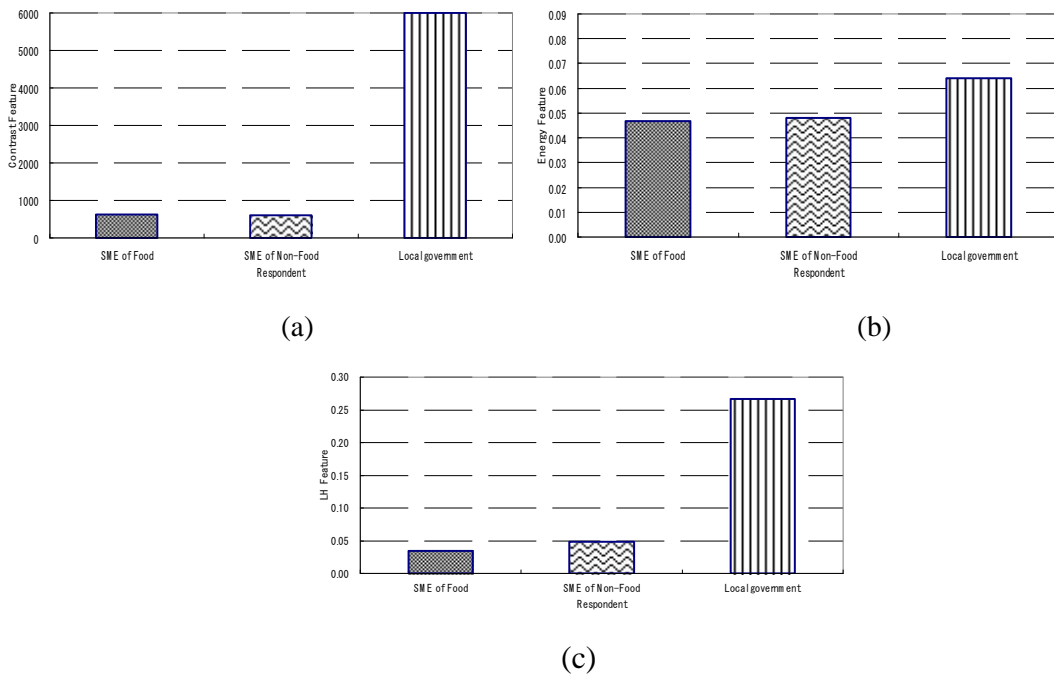 6000
5000
4000
3000
2000
1000
0
Contrast Feature
SME of Food
SME of Non-Food
Local government
Respondent
(a)
0.09
0.08
0.07
0.06
0.05
0.04
0.03
0.02
0.01
0.00
Energy Feature
SME of Food
SME of Non-Food
Local government
Respondent
(b)
0.30
0.25
0.20
0.15
0.10
0.05
0.00
LH Feature
SME of Food
SME of Non-Food
Local government
Respondent
(c)